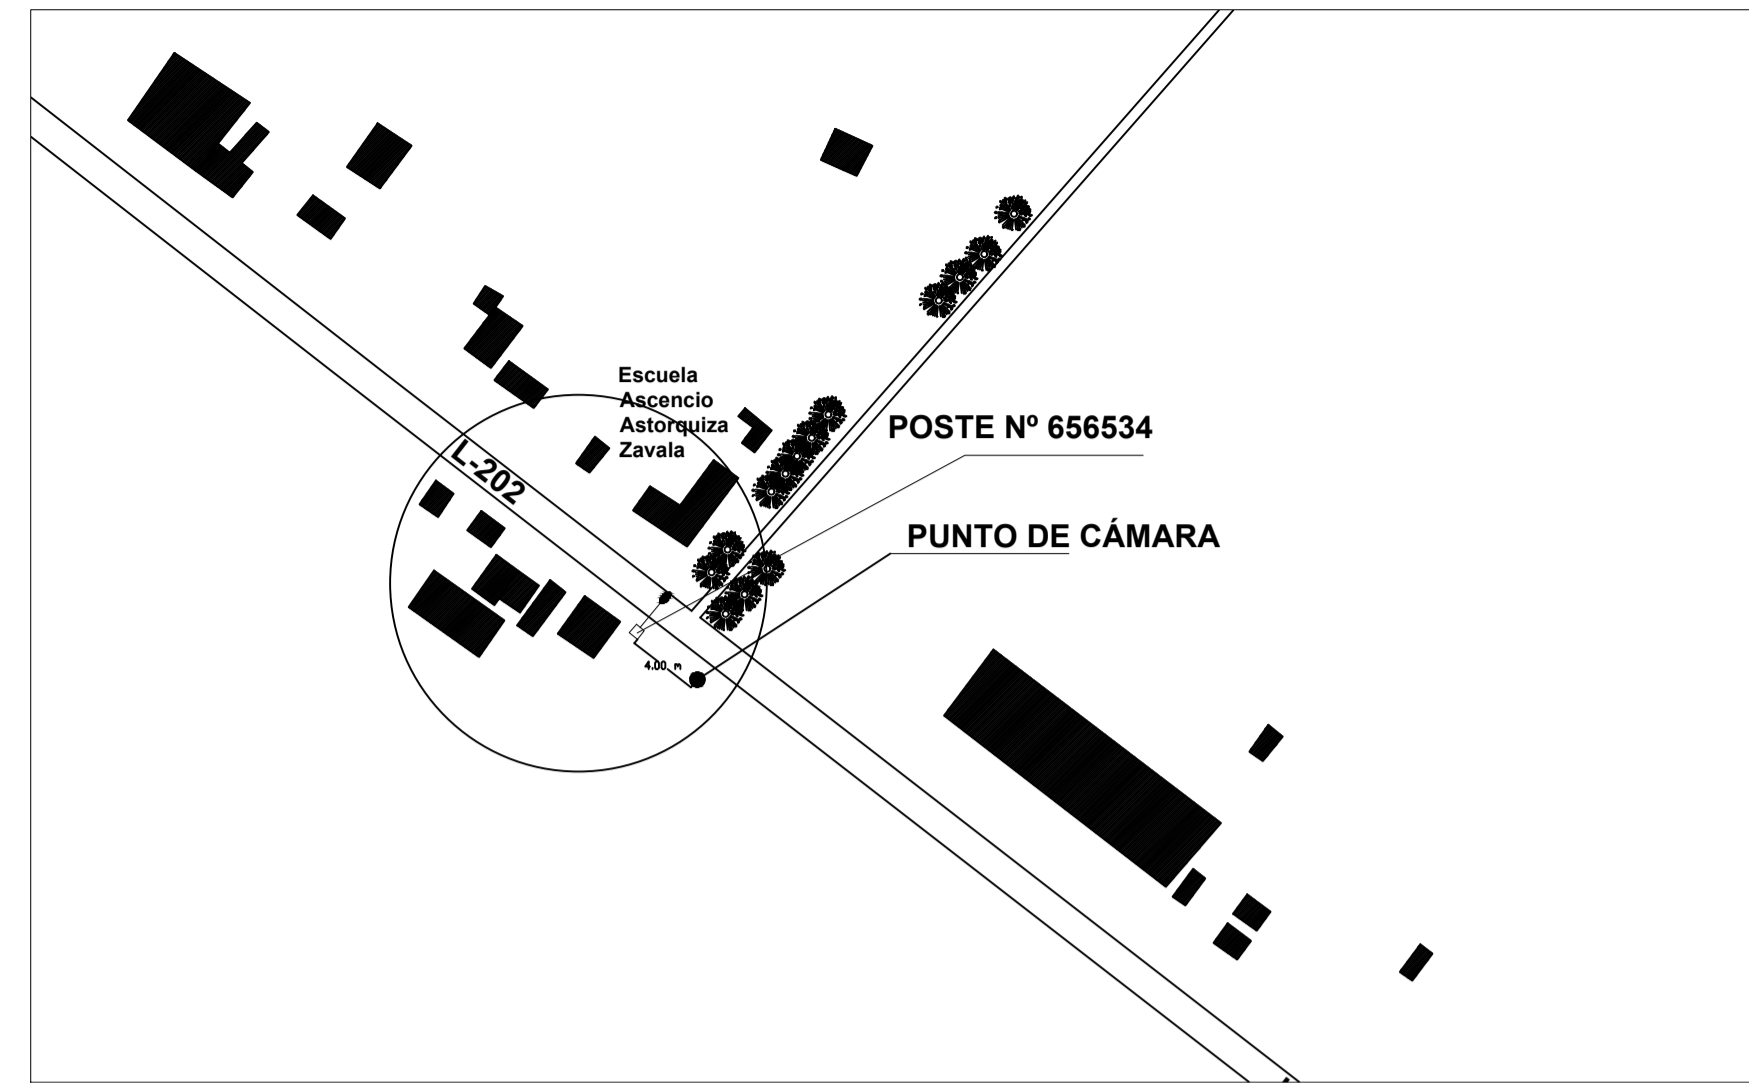 Escuela
Ascencio
Astorquiza
Zavala
POSTE Nº 656534
L-202
PUNTO DE CÁMARA
4.00 m